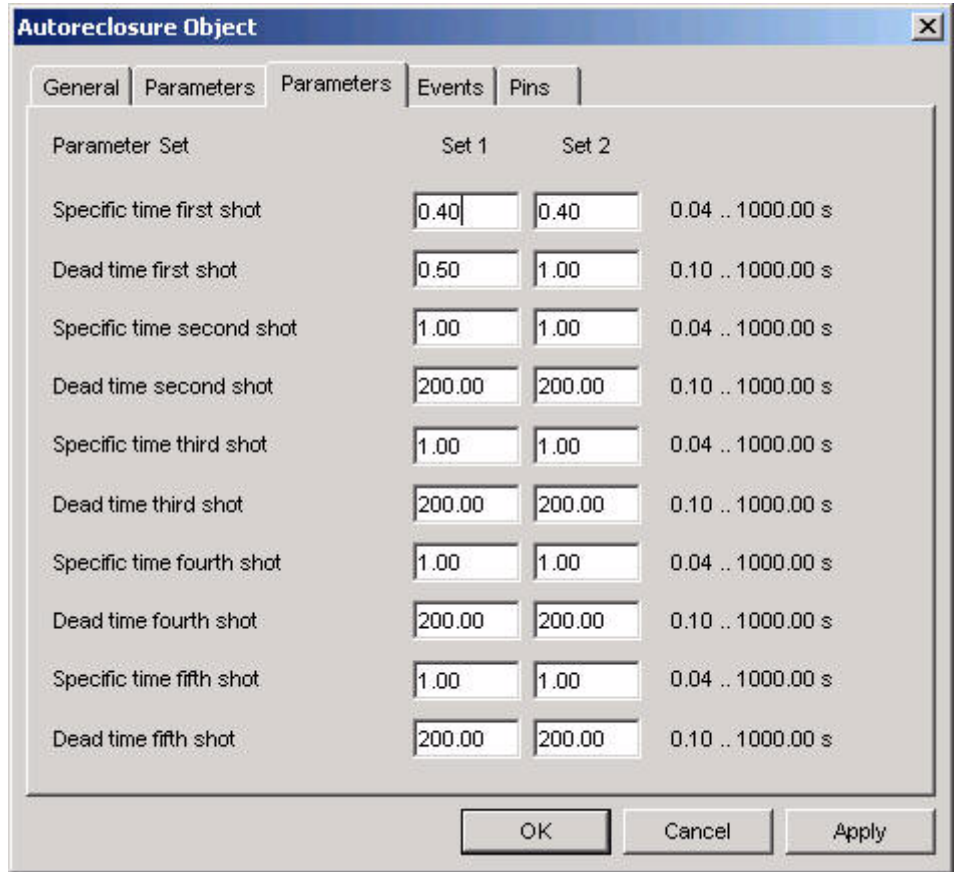 Autoreclosure Object
General Parameters Parameters Events Pins
Parameter Set Set 1 Set 2
Specific time first shot 0.40 0.40 0.04 .. 1000.00 s
Dead time first shot 0.50 1.00 0.10 .. 1000.00 s
Specific time second shot 1.00 1.00 0.04 .. 1000.00 s
Dead time second shot 200.00 200.00 0.10 .. 1000.00 s
Specific time third shot 1.00 1.00 0.04 .. 1000.00 s
Dead time third shot 200.00 200.00 0.10 .. 1000.00 s
Specific time fourth shot 1.00 1.00 0.04 .. 1000.00 s
Dead time fourth shot 200.00 200.00 0.10 .. 1000.00 s
Specific time fifth shot 1.00 1.00 0.04 .. 1000.00 s
Dead time fifth shot 200.00 200.00 0.10 .. 1000.00 s
OK Cancel Apply